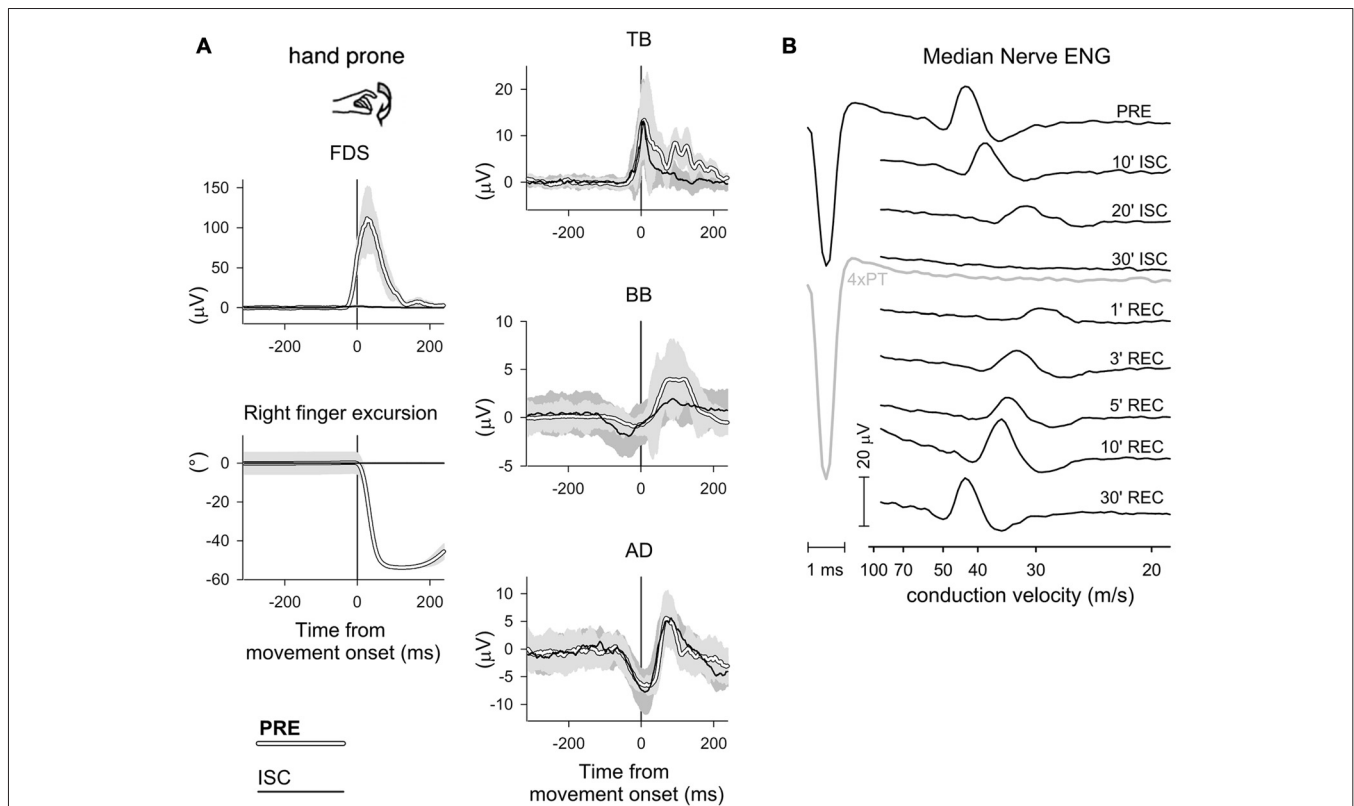 A
hand prone
FDS
(µV)
150
100
50
0
-200
0
200
Right finger excursion
(°)
0
-20
-40
-60
-200
0
200
Time from
movement onset (ms)
PRE
ISC
TB
(µV)
20
10
0
-200
0
200
BB
(µV)
10
5
0
-5
-200
0
200
AD
(µV)
10
5
0
-5
-10
-200
0
200
Time from
movement onset (ms)
B
Median Nerve ENG
PRE
10' ISC
20' ISC
30' ISC
4xPT
1' REC
3' REC
5' REC
10' REC
30' REC
20 µV
1 ms
100 70 50 40 30 20
conduction velocity (m/s)